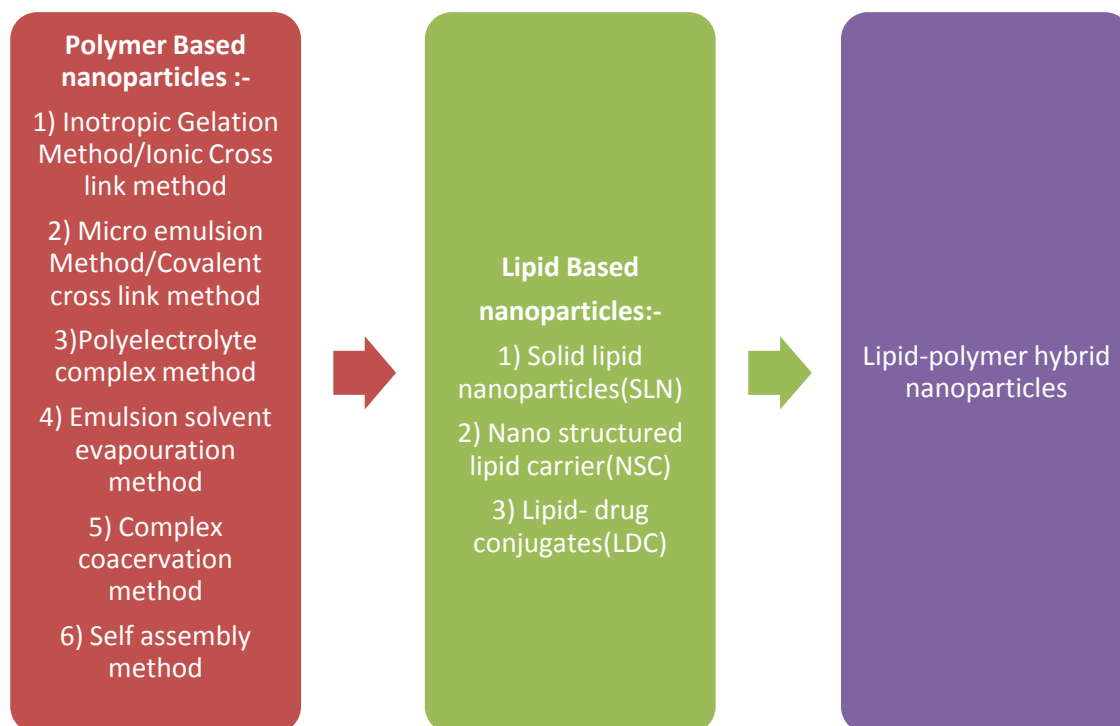 Polymer Based
nanoparticles :-
1) Inotropic Gelation
Method/Ionic Cross
link method
2) Micro emulsion
Method/Covalent
cross link method
3)Polyelectrolyte
complex method
4) Emulsion solvent
evapouration
method
5) Complex
coacervation
method
6) Self assembly
method
Lipid Based
nanoparticles:-
1) Solid lipid
nanoparticles(SLN)
2) Nano structured
lipid carrier(NSC)
3) Lipid- drug
conjugates(LDC)
Lipid-polymer hybrid
nanoparticles